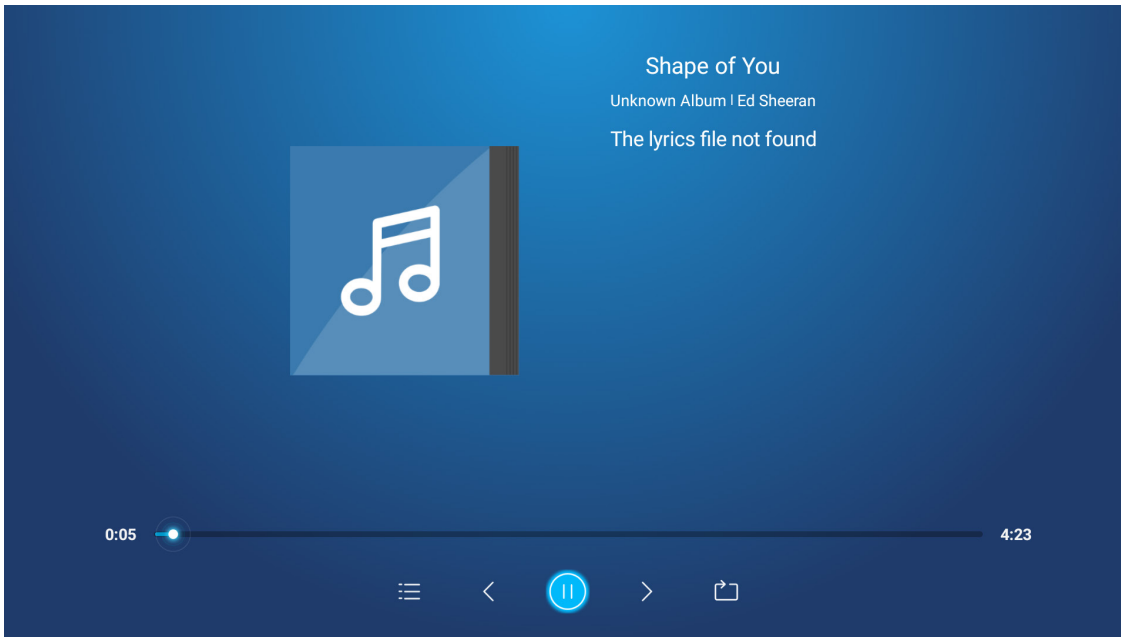 Shape of You
Unknown Album | Ed Sheeran
The lyrics file not found
0:05
4:23